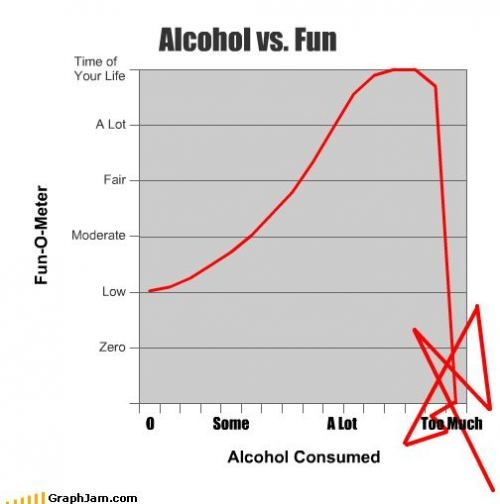 Alcohol vs. Fun
Time of
Your Life
A Lot
Fair
Moderate
Low
Zero
Fun-O-Meter
O
Some
A Lot
Too Much
Alcohol Consumed
GraphJam.com